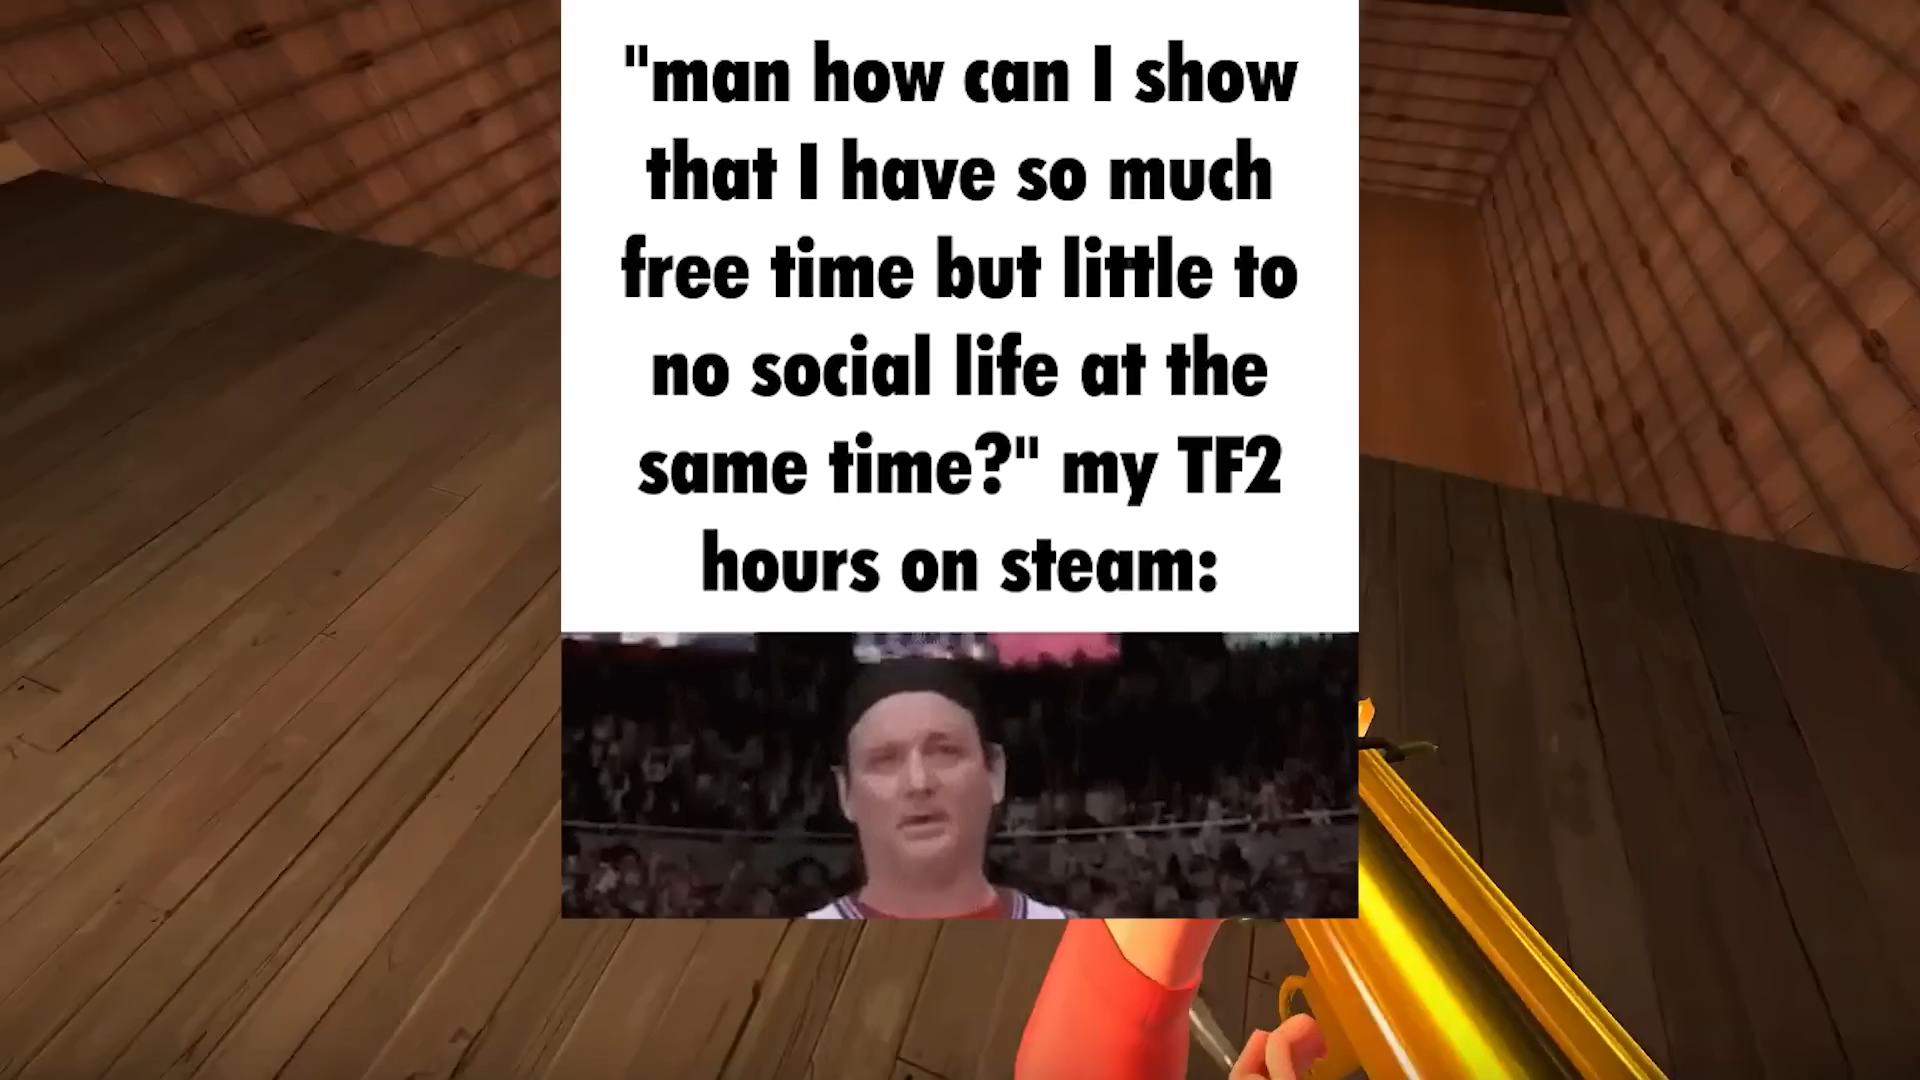 "man how can I show
that I have so much
free time but little to
no social life at the
same time?" my TF2
hours on steam: